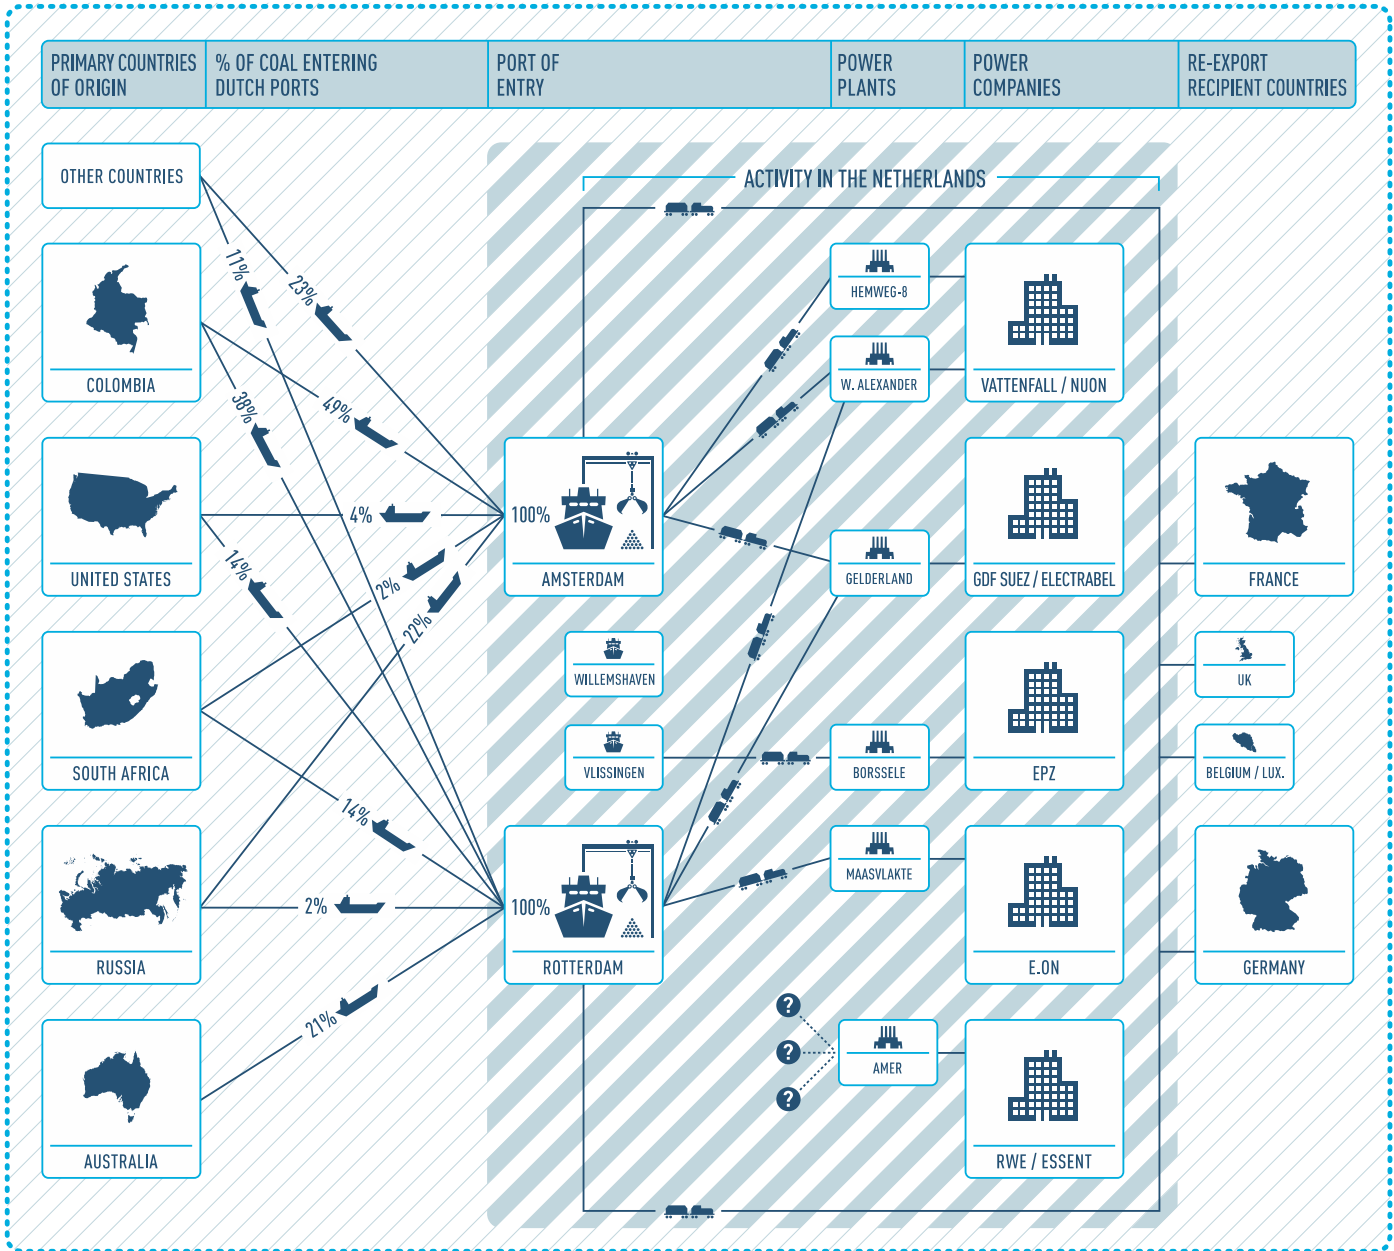 PRIMARY COUNTRIES
OF ORIGIN
% OF COAL ENTERING
DUTCH PORTS
PORT OF
ENTRY
POWER
PLANTS
POWER
COMPANIES
RE-EXPORT
RECIPIENT COUNTRIES
OTHER COUNTRIES
ACTIVITY IN THE NETHERLANDS
11%
23%
HEMWEG-8
COLOMBIA
38%
49%
W. ALEXANDER
VATTENFALL / NUON
4%
100%
14%
UNITED STATES
2%
AMSTERDAM
GELDERLAND
GDF SUEZ / ELECTRABEL
FRANCE
22%
WILLEMSHAVEN
UK
SOUTH AFRICA
VLISSINGEN
BORSSELE
EPZ
BELGIUM / LUX.
14%
MAASVLAKTE
2%
100%
RUSSIA
ROTTERDAM
E.ON
GERMANY
21%
?
?
?
AMER
AUSTRALIA
RWE / ESSENT